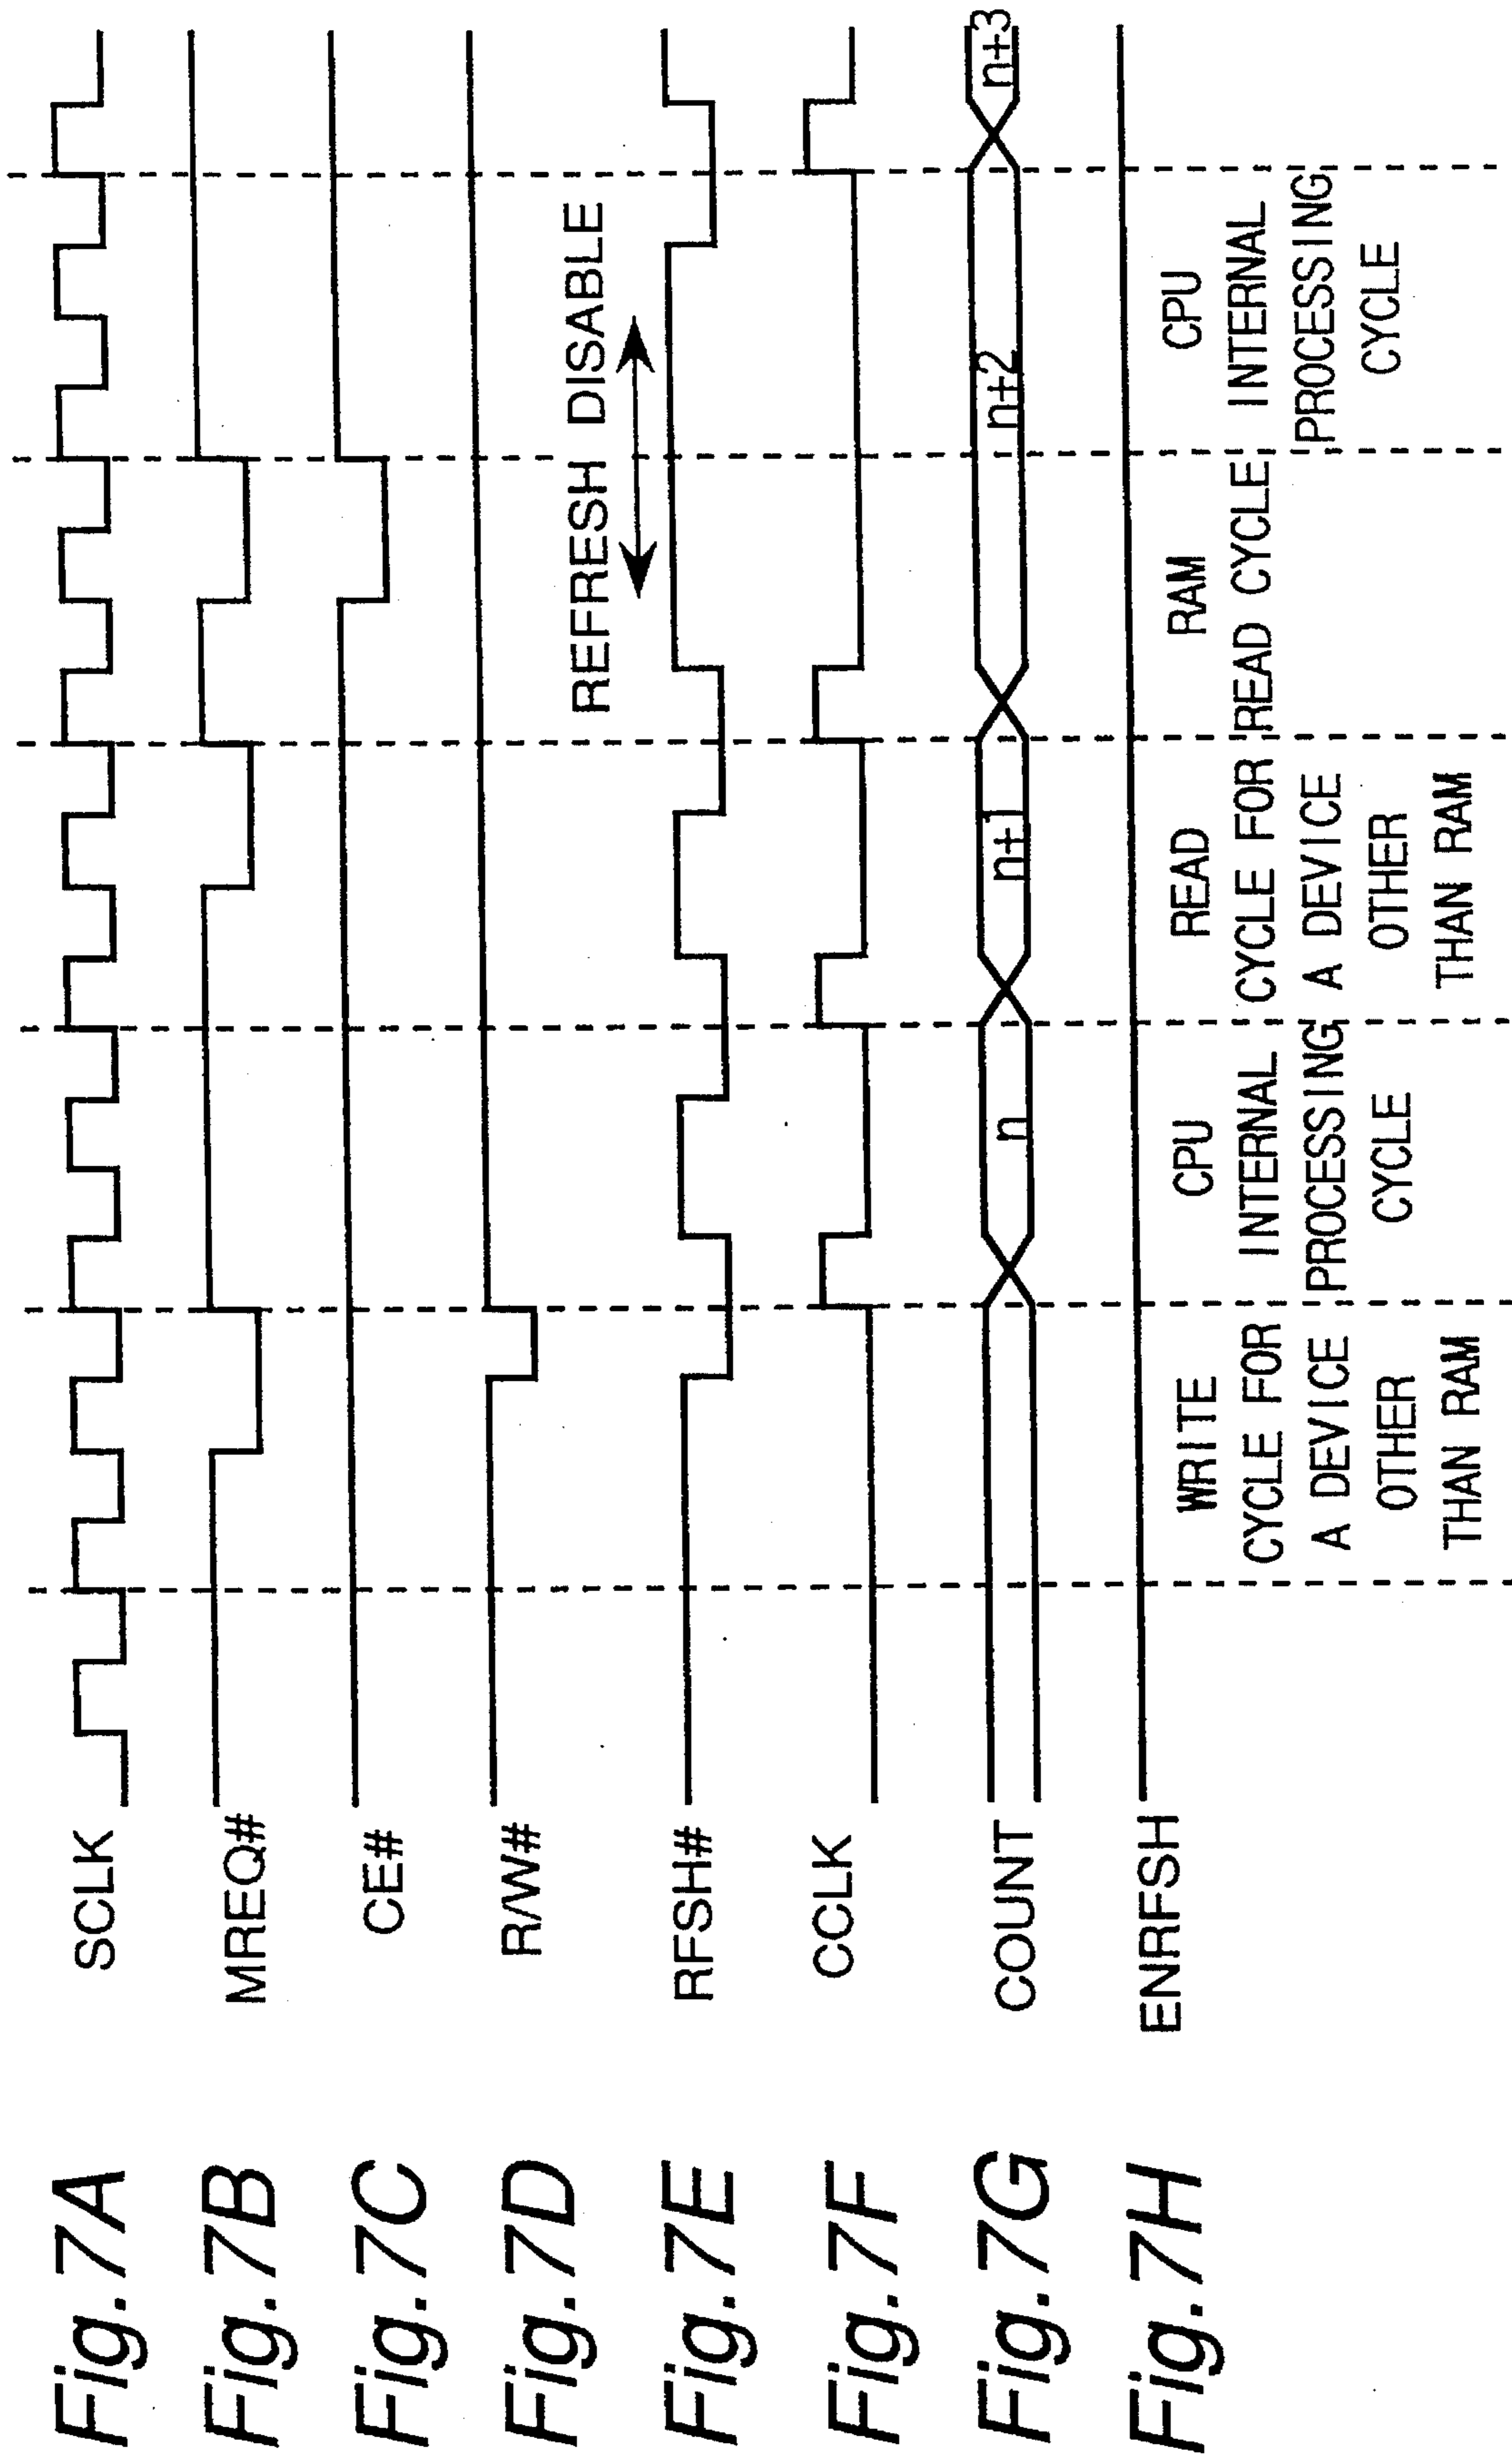 Fig.7A SCLK
Fig.7B MREQ#
Fig.7C CE#
Fig.7D R/W#
REFRESH DISABLE
Fig.7E RFSH#
Fig.7F CCLK
Fig.7G COUNT n n+1 n+2 n+3
Fig.7H ENRFSH
WRITE
CYCLE FOR
A DEVICE
OTHER
THAN RAM
CPU
INTERNAL
PROCESSING
CYCLE
READ
CYCLE FOR
A DEVICE
OTHER
THAN RAM
RAM
READ CYCLE
CPU
INTERNAL
PROCESSING
CYCLE